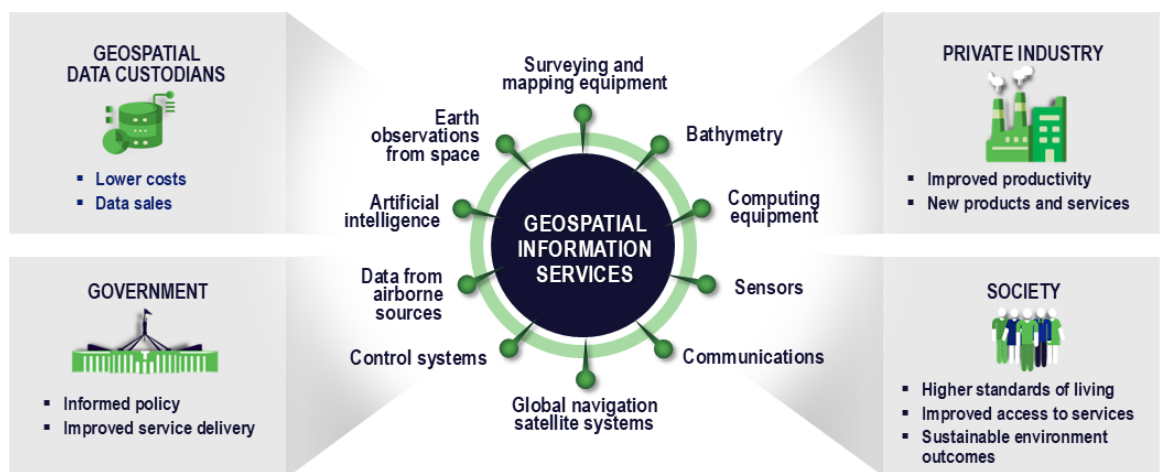 GEOSPATIAL
DATA CUSTODIANS
▪ Lower costs
▪ Data sales
GOVERNMENT
▪ Informed policy
▪ Improved service delivery
Surveying and
mapping equipment
Earth
observations
from space
Bathymetry
Artificial
intelligence
Computing
equipment
GEOSPATIAL
INFORMATION
SERVICES
Data from
airborne
sources
Sensors
Control systems
Communications
Global navigation
satellite systems
PRIVATE INDUSTRY
▪ Improved productivity
▪ New products and services
SOCIETY
▪ Higher standards of living
▪ Improved access to services
▪ Sustainable environment
outcomes